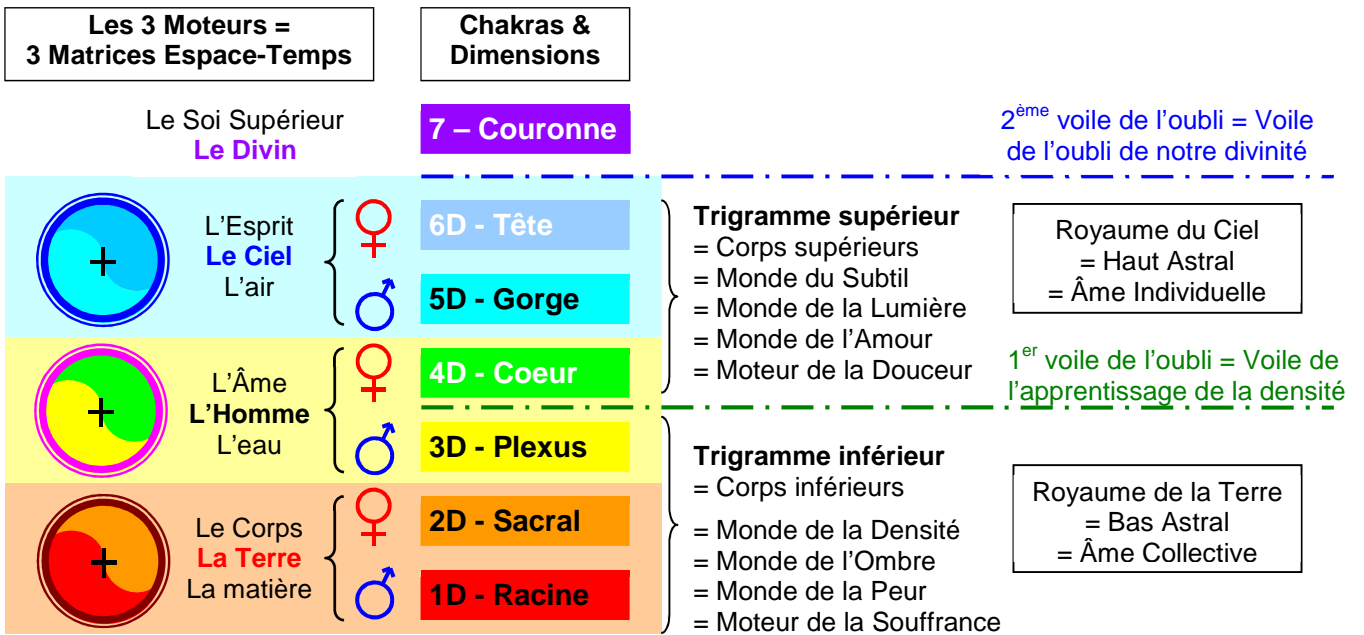 Les 3 Moteurs =
3 Matrices Espace-Temps
Chakras &
Dimensions
Le Soi Supérieur
Le Divin
7 – Couronne
2ème voile de l'oubli = Voile
de l'oubli de notre divinité
L'Esprit
Le Ciel
L'air
6D - Tête
5D - Gorge
Trigramme supérieur
= Corps supérieurs
= Monde du Subtil
= Monde de la Lumière
= Monde de l'Amour
= Moteur de la Douceur
Royaume du Ciel
= Haut Astral
= Âme Individuelle
L'Âme
L'Homme
L'eau
4D - Coeur
3D - Plexus
1er voile de l'oubli = Voile de
l'apprentissage de la densité
Trigramme inférieur
= Corps inférieurs
= Monde de la Densité
= Monde de l'Ombre
= Monde de la Peur
= Moteur de la Souffrance
Royaume de la Terre
= Bas Astral
= Âme Collective
Le Corps
La Terre
La matière
2D - Sacral
1D - Racine